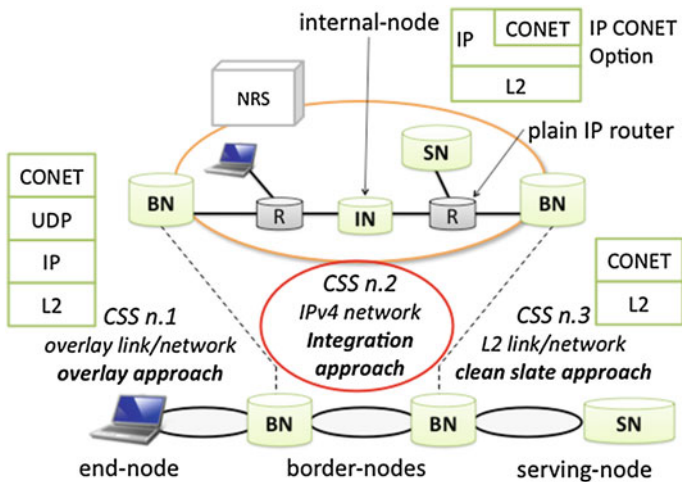 internal-node
CONET
IP
IP CONET
Option
L2
NRS
plain IP router
SN
BN
R
IN
R
BN
CONET
UDP
IP
L2
CONET
L2
CSS n.1
overlay link/network
overlay approach
CSS n.2
IPv4 network
Integration
approach
CSS n.3
L2 link/network
clean slate approach
BN
BN
SN
end-node
border-nodes
serving-node